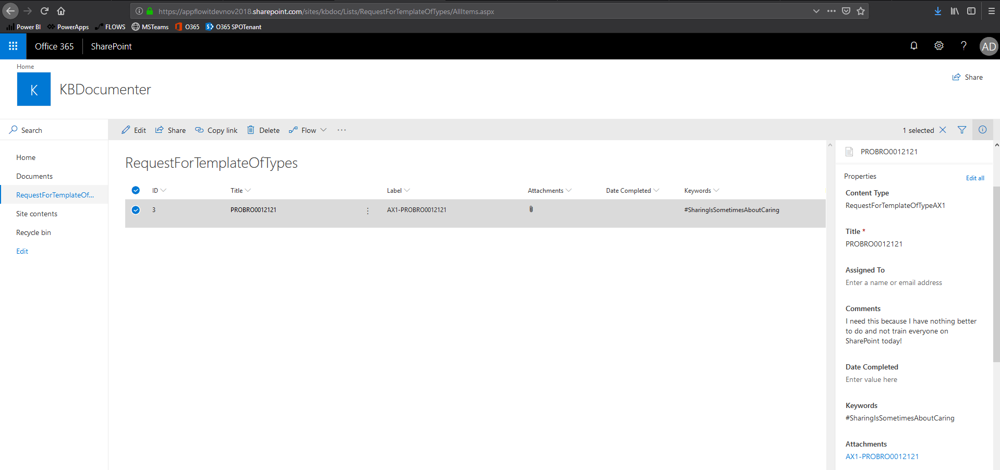 https://appflowitdevnov2018.sharepoint.com/sites/kbdoc/Lists/RequestForTemplateOfTypes/AllItems.aspx
Power BI PowerApps FLOWS MSTeams O365 O365 SPOTenant
Office 365 SharePoint ? AD
Home
K KBDocumenter
Share
Search
Edit Share Copy link Delete Flow ...
1 selected
Home
Documents
RequestForTemplateOf...
Site contents
Recycle bin
Edit
RequestForTemplateOfTypes
ID Title Label Attachments Date Completed Keywords
3 PROBRO0012121 AX1-PROBRO0012121 #SharingIsSometimesAboutCaring
PROBRO0012121
Properties Edit all
Content Type
RequestForTemplateOfTypeAX1
Title *
PROBRO0012121
Assigned To
Enter a name or email address
Comments
I need this because I have nothing better
to do and not train everyone on
SharePoint today!
Date Completed
Enter value here
Keywords
#SharingIsSometimesAboutCaring
Attachments
AX1-PROBRO0012121